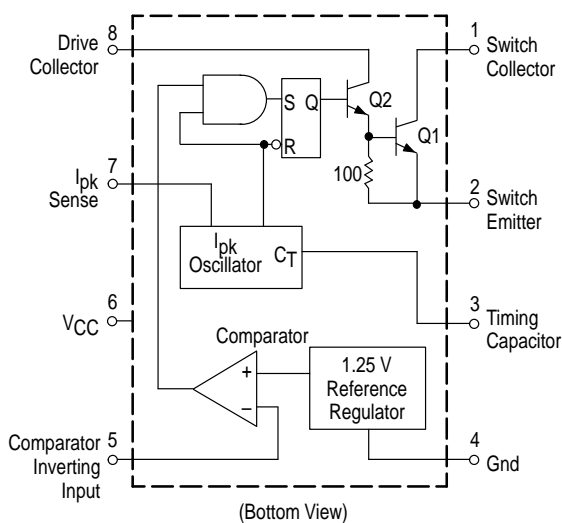 8
Drive
Collector
1
Switch
Collector
S Q
R
Q2
Q1
100
7
Ipk
Sense
2
Switch
Emitter
Ipk
Oscillator
CT
6
VCC
3
Timing
Capacitor
Comparator
+
–
1.25 V
Reference
Regulator
5
Comparator
Inverting
Input
4
Gnd
(Bottom View)